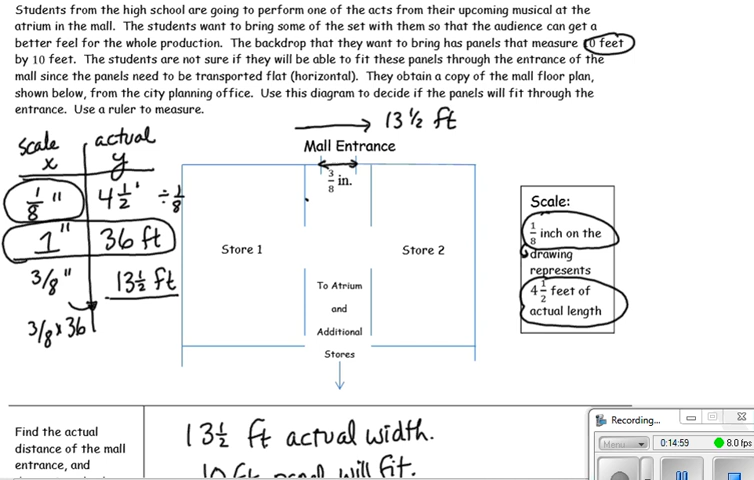 Students from the high school are going to perform one of the acts from their upcoming musical at the
atrium in the mall. The students want to bring some of the set with them so that the audience can get a
better feel for the whole production. The backdrop that they want to bring has panels that measure 10 feet
by 10 feet. The students are not sure if they will be able to fit these panels through the entrance of the
mall since the panels need to be transported flat (horizontal). They obtain a copy of the mall floor plan,
shown below, from the city planning office. Use this diagram to decide if the panels will fit through the
entrance. Use a ruler to measure.
13 1/2 ft
Mall Entrance
3/8 in.
scale actual
x y
1/8 " 4 1/2 ' ÷ 1/8
1" 36 ft
3/8 " 13 1/2 ft
3/8 x 36
Store 1
Store 2
To Atrium
and
Additional
Stores
Scale:
1/8 inch on the
drawing
represents
4 1/2 feet of
actual length
Find the actual
distance of the mall
entrance, and
13 1/2 ft actual width.
10 ft panel will fit.
Recording...
Menu
0:14:59
8.0 fps